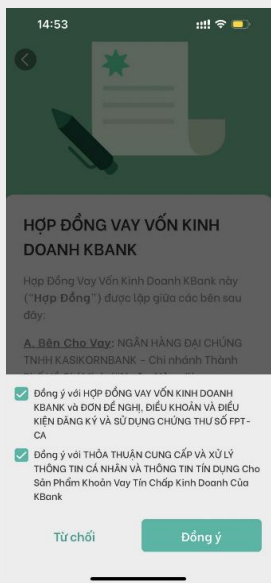 14:53
HỢP ĐỒNG VAY VỐN KINH
DOANH KBANK
Hợp Đồng Vay Vốn Kinh Doanh KBank này
("Hợp Đồng") được lập giữa các bên sau
đây:
A. Bên Cho Vay: NGÂN HÀNG ĐẠI CHÚNG
TNHH KASIKORNBANK - Chi nhánh Thành
Đồng ý với HỢP ĐỒNG VAY VỐN KINH DOANH
KBANK và ĐƠN ĐỀ NGHỊ, ĐIỀU KHOẢN VÀ ĐIỀU
KIỆN ĐĂNG KÝ VÀ SỬ DỤNG CHỨNG THƯ SỐ FPT-
CA
Đồng ý với THỎA THUẬN CUNG CẤP VÀ XỬ LÝ
THÔNG TIN CÁ NHÂN VÀ THÔNG TIN TÍN DỤNG Cho
Sản Phẩm Khoản Vay Tín Chấp Kinh Doanh Của
KBank
Từ chối
Đồng ý